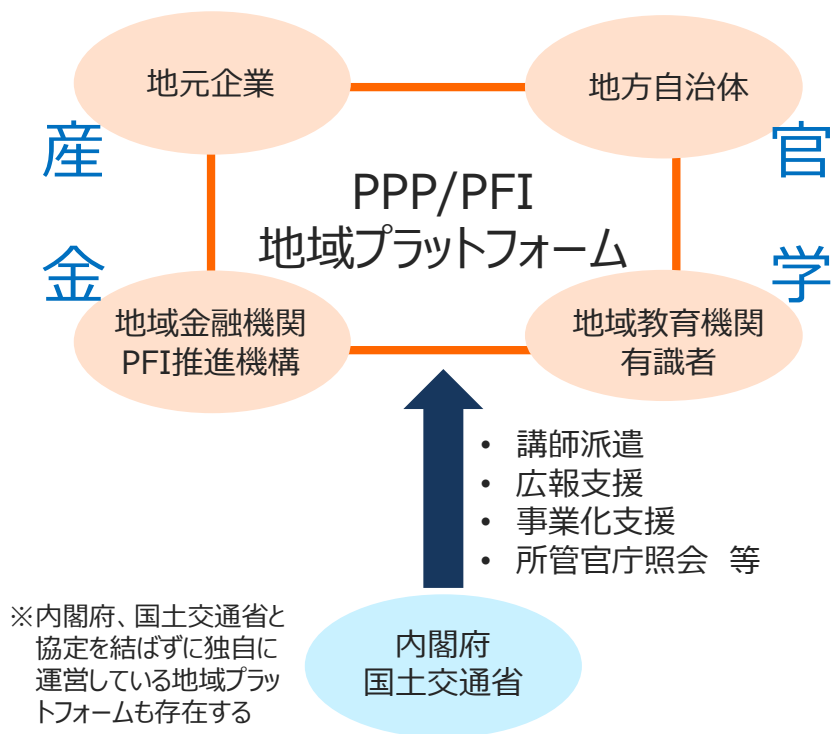 地元企業
地方自治体
産
官
PPP/PFI
地域プラットフォーム
金
学
地域金融機関
PFI推進機構
地域教育機関
有識者
• 講師派遣
• 広報支援
• 事業化支援
• 所管官庁照会 等
※内閣府、国土交通省と
協定を結ばずに独自に
運営している地域プラッ
トフォームも存在する
内閣府
国土交通省